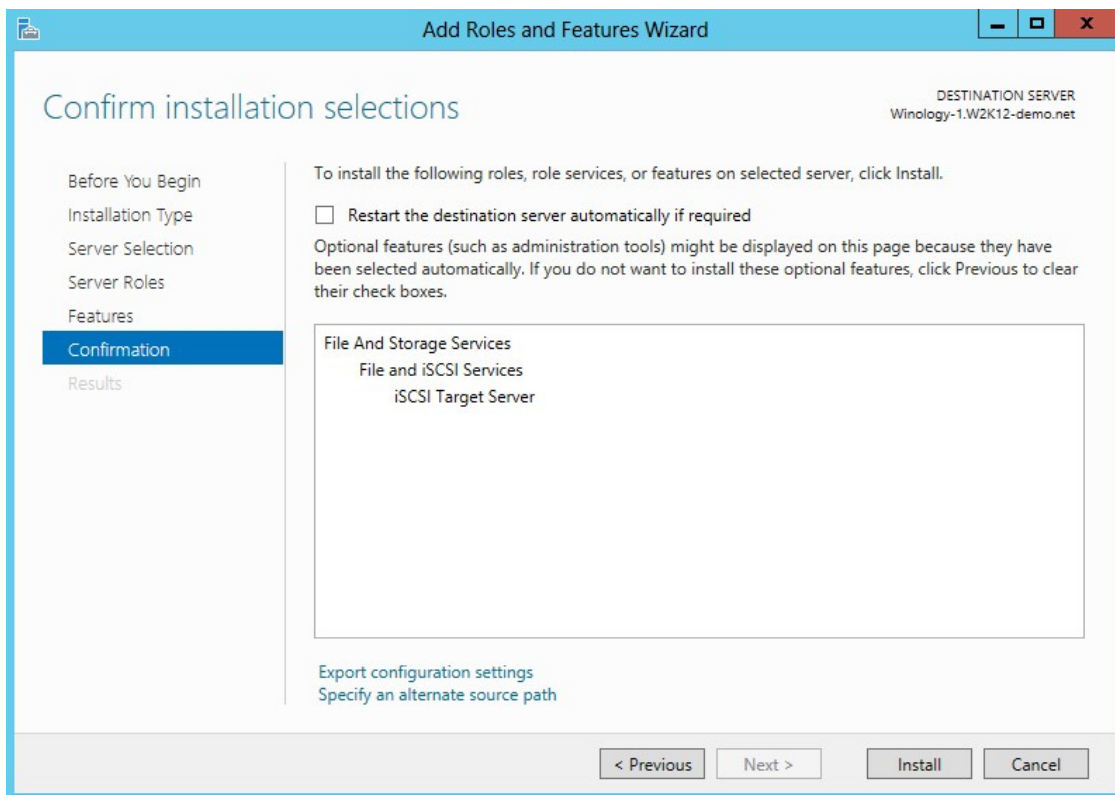 Add Roles and Features Wizard
Confirm installation selections
DESTINATION SERVER
Winology-1.W2K12-demo.net
Before You Begin
Installation Type
Server Selection
Server Roles
Features
Confirmation
Results
To install the following roles, role services, or features on selected server, click Install.
Restart the destination server automatically if required
Optional features (such as administration tools) might be displayed on this page because they have
been selected automatically. If you do not want to install these optional features, click Previous to clear
their check boxes.
File And Storage Services
File and iSCSI Services
iSCSI Target Server
Export configuration settings
Specify an alternate source path
< Previous
Next >
Install
Cancel